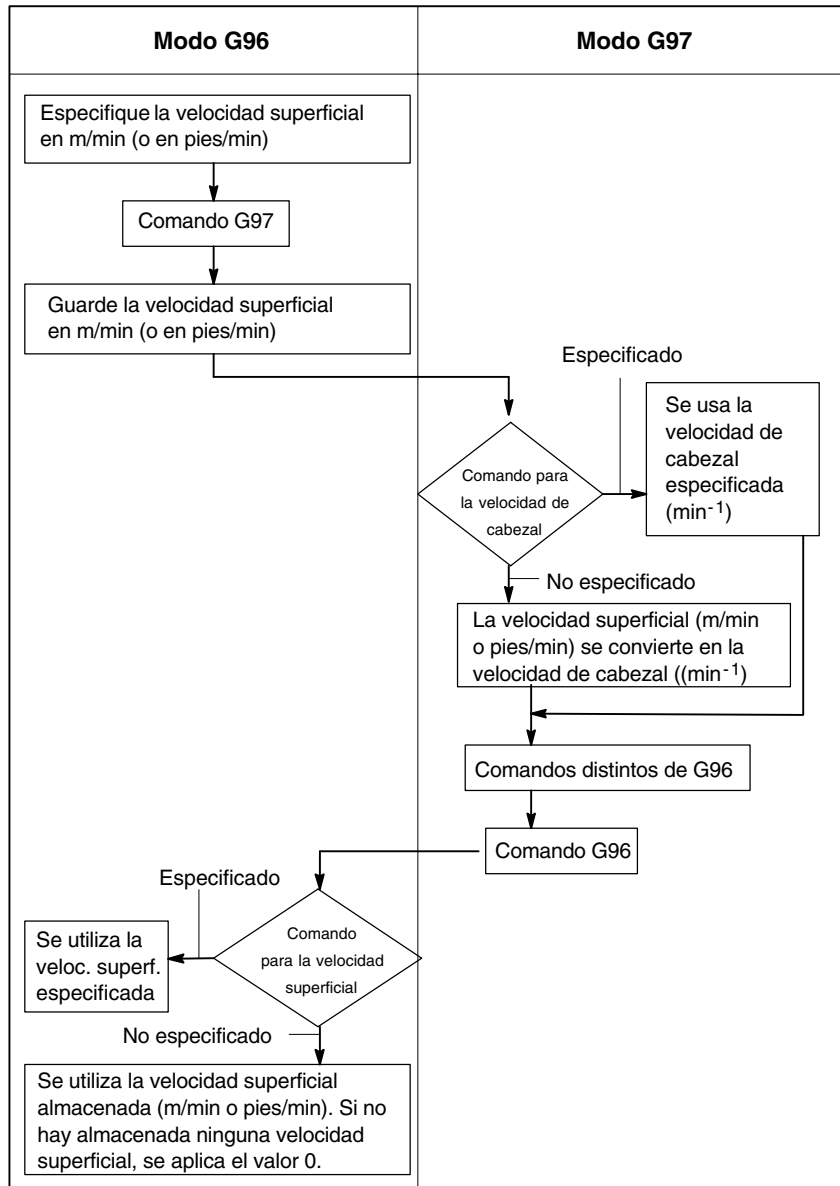 Modo G96
Modo G97
Especifique la velocidad superficial
en m/min (o en pies/min)
Comando G97
Guarde la velocidad superficial
en m/min (o en pies/min)
Especificado
Se usa la
velocidad de
cabezal
especificada
(min-1)
Comando para
la velocidad de
cabezal
No especificado
La velocidad superficial (m/min
o pies/min) se convierte en la
velocidad de cabezal ((min-1)
Comandos distintos de G96
Comando G96
Especificado
Comando
para la velocidad
superficial
Se utiliza la
veloc. superf.
especificada
No especificado
Se utiliza la velocidad superficial
almacenada (m/min o pies/min). Si no
hay almacenada ninguna velocidad
superficial, se aplica el valor 0.